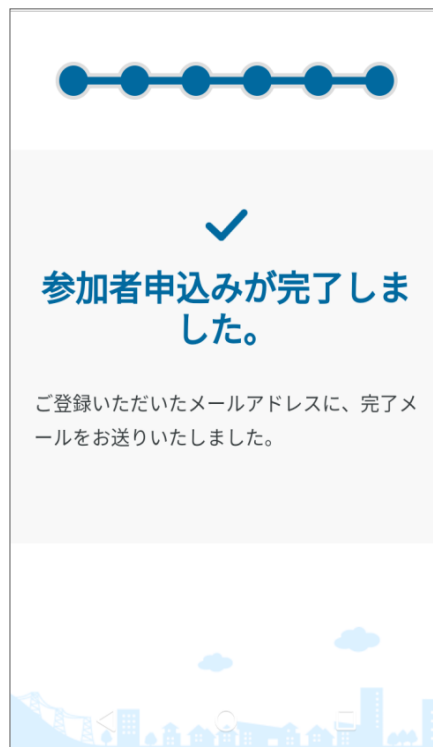 参加者申込みが完了しま
した。
ご登録いただいたメールアドレスに、完了メ
ールをお送りいたしました。